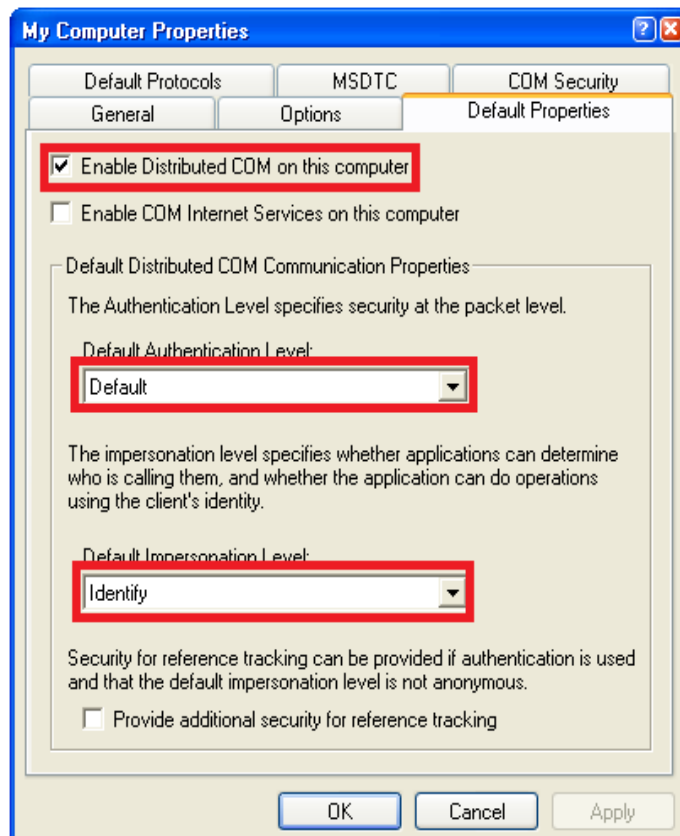 My Computer Properties
Default Protocols
MSDTC
COM Security
General
Options
Default Properties
Enable Distributed COM on this computer
Enable COM Internet Services on this computer
Default Distributed COM Communication Properties
The Authentication Level specifies security at the packet level.
Default Authentication Level:
Default
The impersonation level specifies whether applications can determine
who is calling them, and whether the application can do operations
using the client's identity.
Default Impersonation Level:
Identify
Security for reference tracking can be provided if authentication is used
and that the default impersonation level is not anonymous.
Provide additional security for reference tracking
OK
Cancel
Apply